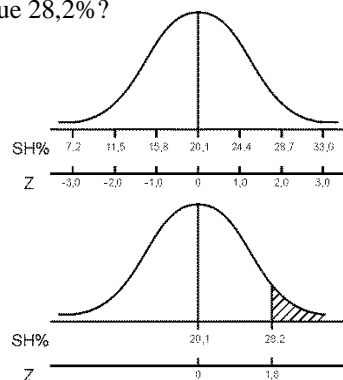 ue 28,2%?
SH% 7,2 11,5 15,8 20,1 24,4 28,7 33,0
Z -3,0 -2,0 -1,0 0 1,0 2,0 3,0
SH% 20,1 28,2
Z 0 1,8